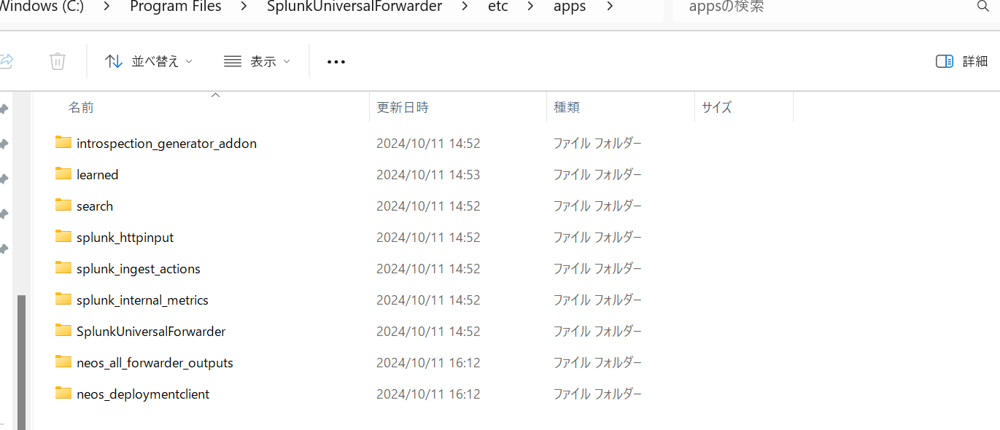 Windows (C:) > Program Files > SplunkUniversalForwarder > etc > apps > appsの検索
並べ替え 表示 ••• 詳細
名前 更新日時 種類 サイズ
introspection_generator_addon 2024/10/11 14:52 ファイル フォルダー
learned 2024/10/11 14:53 ファイル フォルダー
search 2024/10/11 14:52 ファイル フォルダー
splunk_httpinput 2024/10/11 14:52 ファイル フォルダー
splunk_ingest_actions 2024/10/11 14:52 ファイル フォルダー
splunk_internal_metrics 2024/10/11 14:52 ファイル フォルダー
SplunkUniversalForwarder 2024/10/11 14:52 ファイル フォルダー
neos_all_forwarder_outputs 2024/10/11 16:12 ファイル フォルダー
neos_deploymentclient 2024/10/11 16:12 ファイル フォルダー